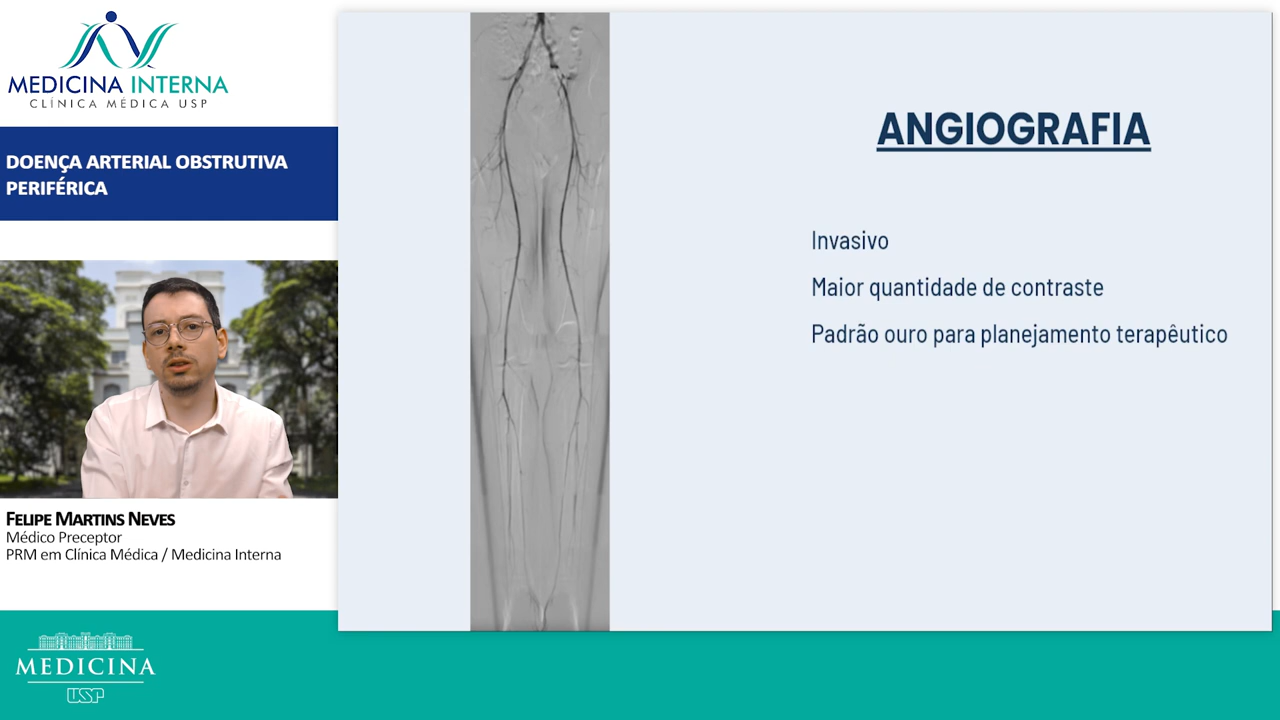 MEDICINA INTERNA
CLÍNICA MÉDICA USP
DOENÇA ARTERIAL OBSTRUTIVA
PERIFÉRICA
FELIPE MARTINS NEVES
Médico Preceptor
PRM em Clínica Médica / Medicina Interna
MEDICINA
USP
ANGIOGRAFIA
Invasivo
Maior quantidade de contraste
Padrão ouro para planejamento terapêutico